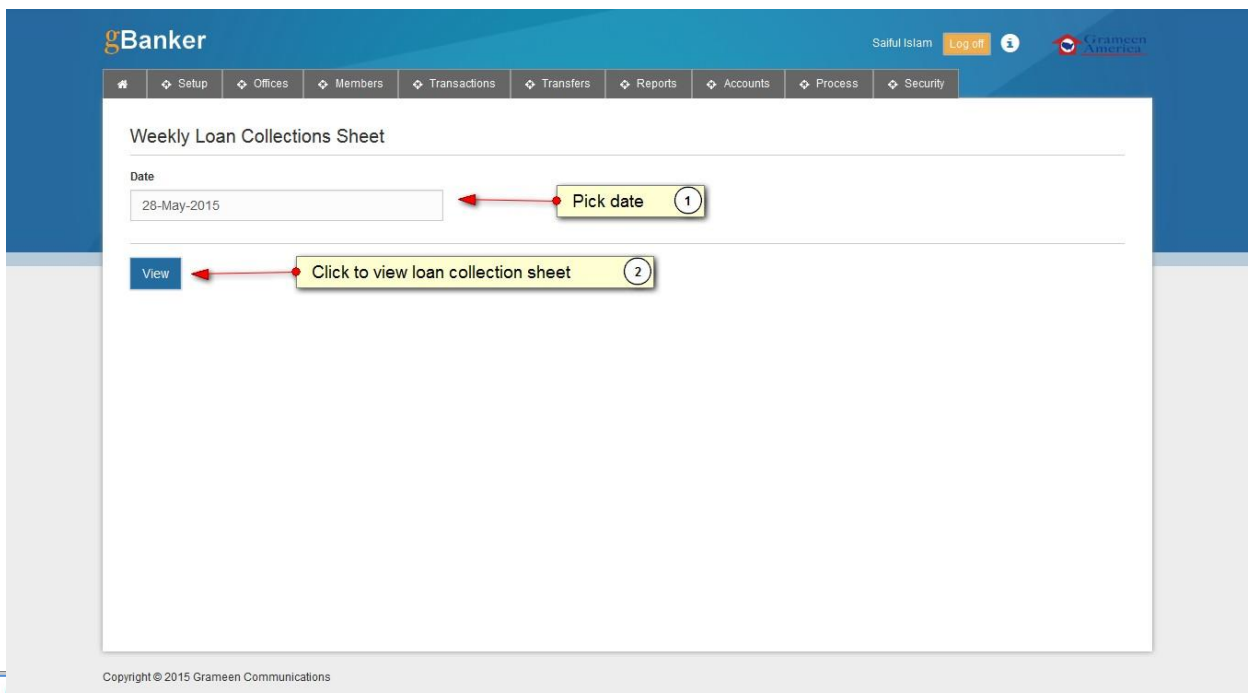 gBanker
Saiful Islam Log off i Grameen America
Setup Offices Members Transactions Transfers Reports Accounts Process Security
Weekly Loan Collections Sheet
Date
28-May-2015
Pick date 1
View
Click to view loan collection sheet 2
Copyright © 2015 Grameen Communications